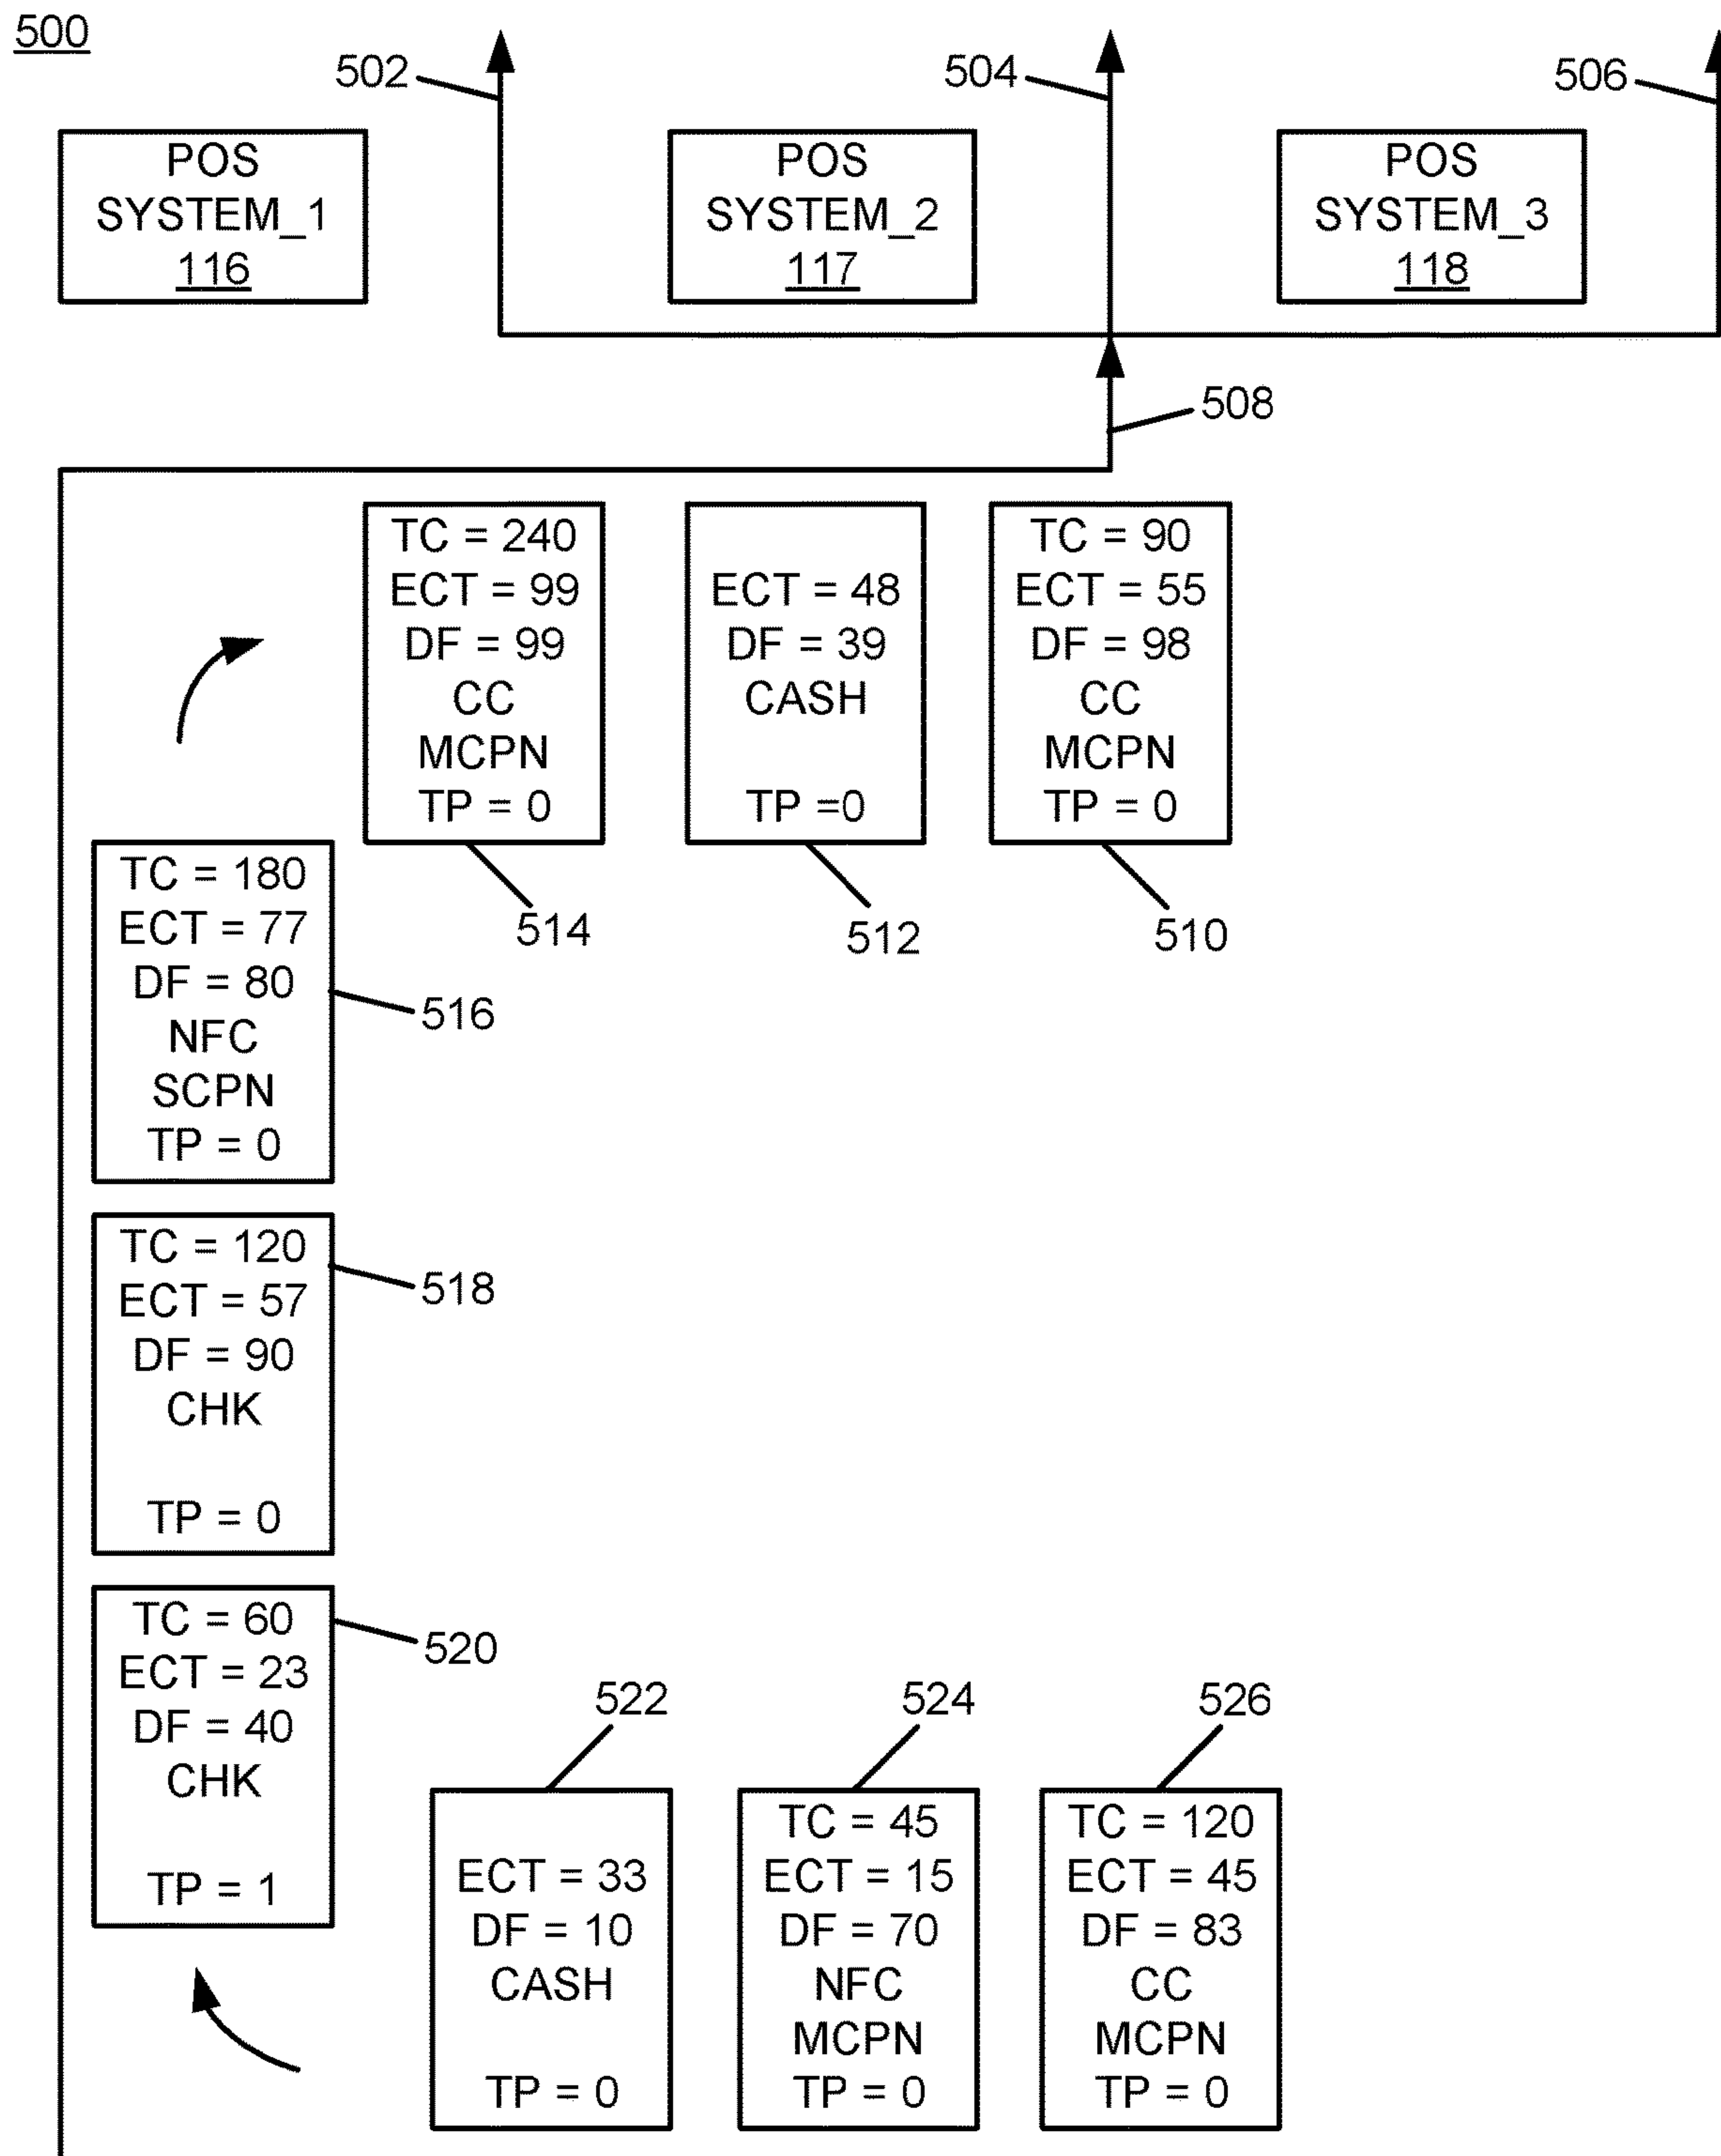 500
502
504
506
POS
SYSTEM_1
116
POS
SYSTEM_2
117
POS
SYSTEM_3
118
508
TC = 240
ECT = 99
DF = 99
CC
MCPN
TP = 0
514
ECT = 48
DF = 39
CASH
TP =0
512
TC = 90
ECT = 55
DF = 98
CC
MCPN
TP = 0
510
TC = 180
ECT = 77
DF = 80
NFC
SCPN
TP = 0
516
TC = 120
ECT = 57
DF = 90
CHK
TP = 0
518
TC = 60
ECT = 23
DF = 40
CHK
TP = 1
520
522
ECT = 33
DF = 10
CASH
TP = 0
524
TC = 45
ECT = 15
DF = 70
NFC
MCPN
TP = 0
526
TC = 120
ECT = 45
DF = 83
CC
MCPN
TP = 0